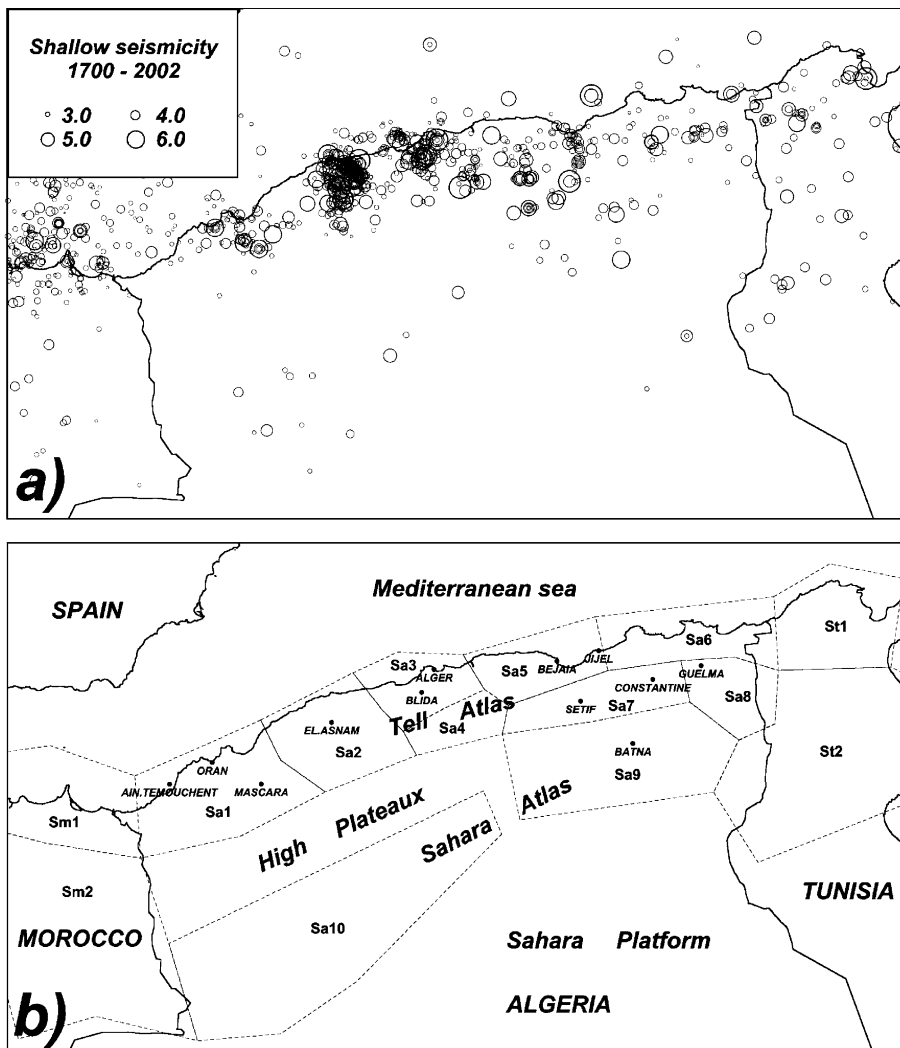 Shallow seismicity
1700 - 2002
3.0 4.0
5.0 6.0
a)
SPAIN
Mediterranean sea
St1
Sa6
Sa3
ALGER
Sa5
BEJAIA
JIJEL
GUELMA
CONSTANTINE
Sa8
BLIDA
Tell Atlas
SETIF
Sa7
EL.ASNAM
Sa4
Sa2
BATNA
St2
ORAN
Sa9
AIN.TEMOUCHENT
MASCARA
Sa1
Sm1
High Plateaux
Sahara Atlas
Sm2
TUNISIA
MOROCCO
Sa10
Sahara Platform
ALGERIA
b)